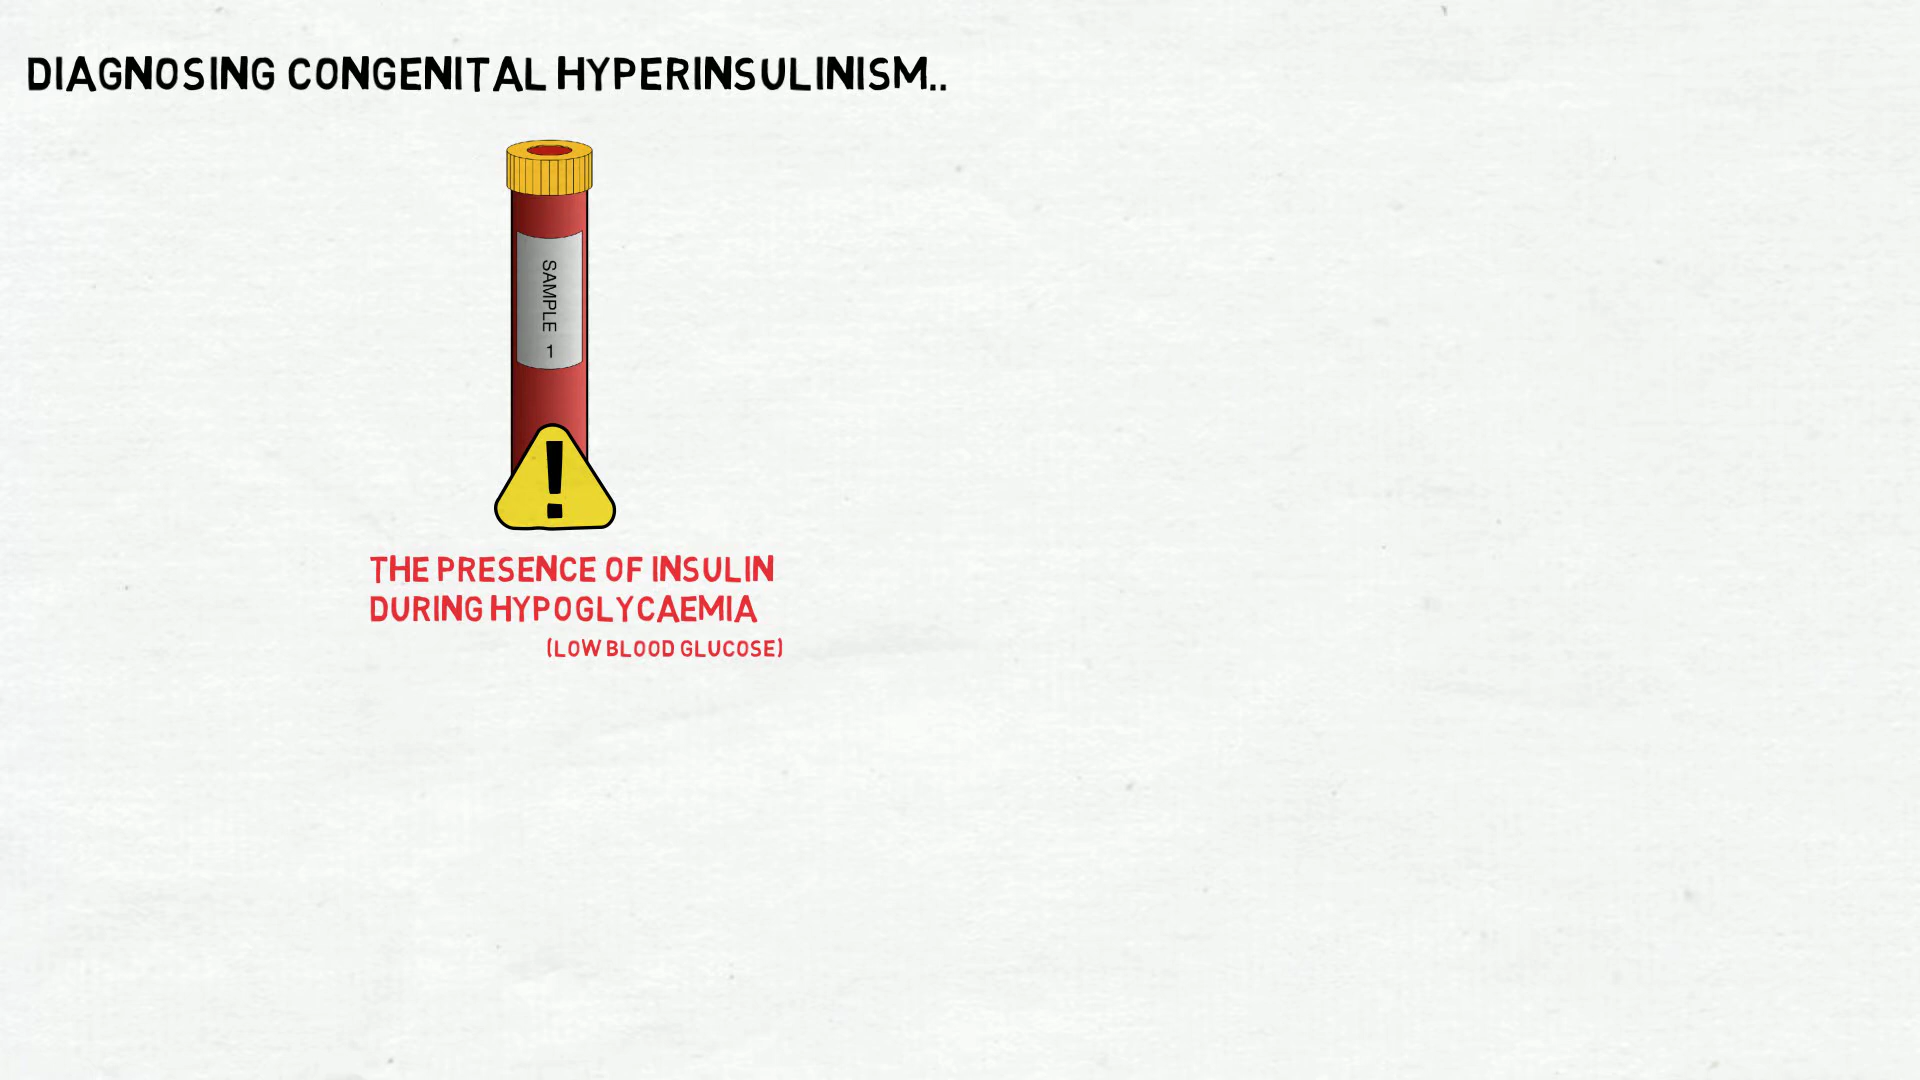 DIAGNOSING CONGENITAL HYPERINSULINISM..
SAMPLE 1
THE PRESENCE OF INSULIN
DURING HYPOGLYCAEMIA
(LOW BLOOD GLUCOSE)